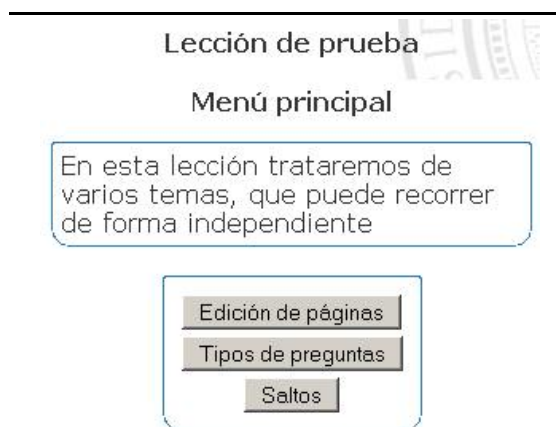 Lección de prueba
Menú principal
En esta lección trataremos de
varios temas, que puede recorrer
de forma independiente
Edición de páginas
Tipos de preguntas
Saltos